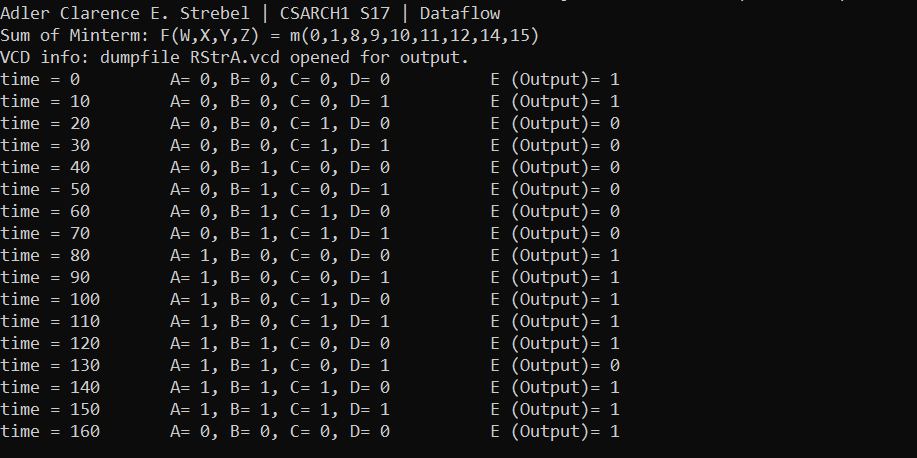 Adler Clarence E. Strebel | CSARCH1 S17 | Dataflow
Sum of Minterm: F(W,X,Y,Z) = m(0,1,8,9,10,11,12,14,15)
VCD info: dumpfile RStrA.vcd opened for output.
time = 0 A= 0, B= 0, C= 0, D= 0 E (Output)= 1
time = 10 A= 0, B= 0, C= 0, D= 1 E (Output)= 1
time = 20 A= 0, B= 0, C= 1, D= 0 E (Output)= 0
time = 30 A= 0, B= 0, C= 1, D= 1 E (Output)= 0
time = 40 A= 0, B= 1, C= 0, D= 0 E (Output)= 0
time = 50 A= 0, B= 1, C= 0, D= 1 E (Output)= 0
time = 60 A= 0, B= 1, C= 1, D= 0 E (Output)= 0
time = 70 A= 0, B= 1, C= 1, D= 1 E (Output)= 0
time = 80 A= 1, B= 0, C= 0, D= 0 E (Output)= 1
time = 90 A= 1, B= 0, C= 0, D= 1 E (Output)= 1
time = 100 A= 1, B= 0, C= 1, D= 0 E (Output)= 1
time = 110 A= 1, B= 0, C= 1, D= 1 E (Output)= 1
time = 120 A= 1, B= 1, C= 0, D= 0 E (Output)= 1
time = 130 A= 1, B= 1, C= 0, D= 1 E (Output)= 0
time = 140 A= 1, B= 1, C= 1, D= 0 E (Output)= 1
time = 150 A= 1, B= 1, C= 1, D= 1 E (Output)= 1
time = 160 A= 0, B= 0, C= 0, D= 0 E (Output)= 1